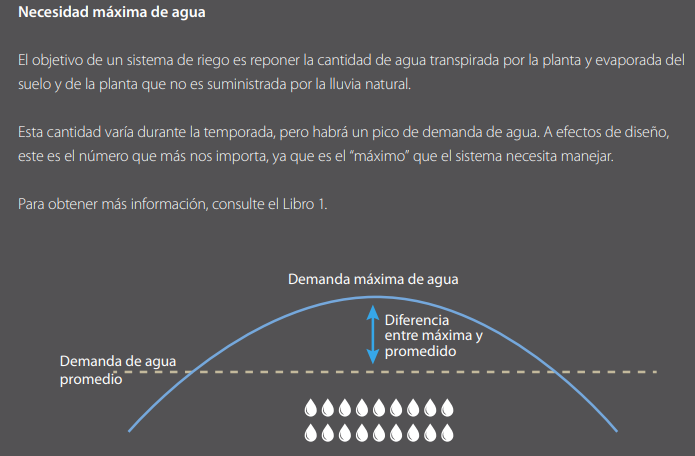 Necesidad máxima de agua
El objetivo de un sistema de riego es reponer la cantidad de agua transpirada por la planta y evaporada del
suelo y de la planta que no es suministrada por la lluvia natural.
Esta cantidad varía durante la temporada, pero habrá un pico de demanda de agua. A efectos de diseño,
este es el número que más nos importa, ya que es el “máximo” que el sistema necesita manejar.
Para obtener más información, consulte el Libro 1.
Demanda máxima de agua
Diferencia
entre máxima y
promedido
Demanda de agua
promedio